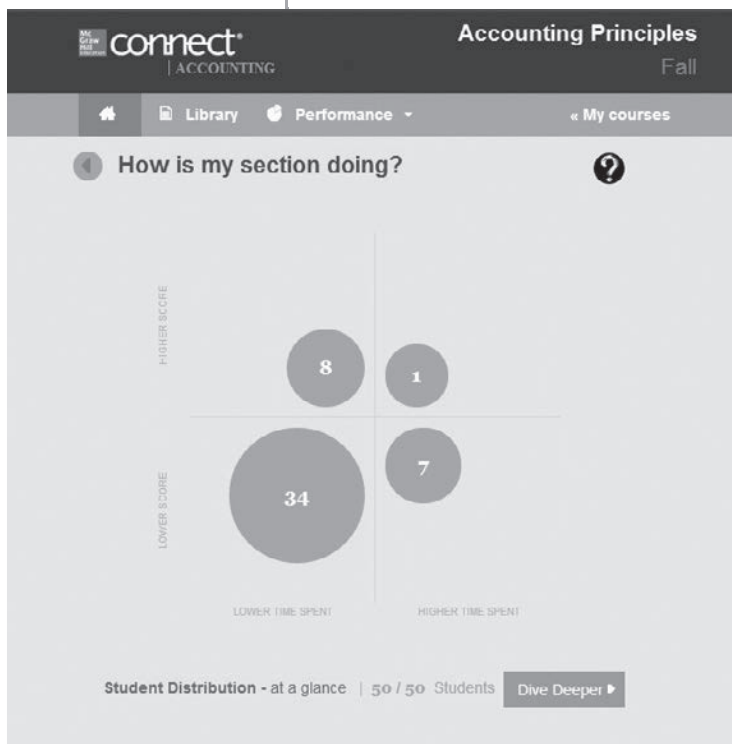 Mc Graw Hill Education connect® Accounting Principles
| ACCOUNTING Fall
Library Performance « My courses
How is my section doing? ?
HIGHER SCORE
8 1
LOWER SCORE
34 7
LOWER TIME SPENT HIGHER TIME SPENT
Student Distribution - at a glance | 50 / 50 Students Dive Deeper